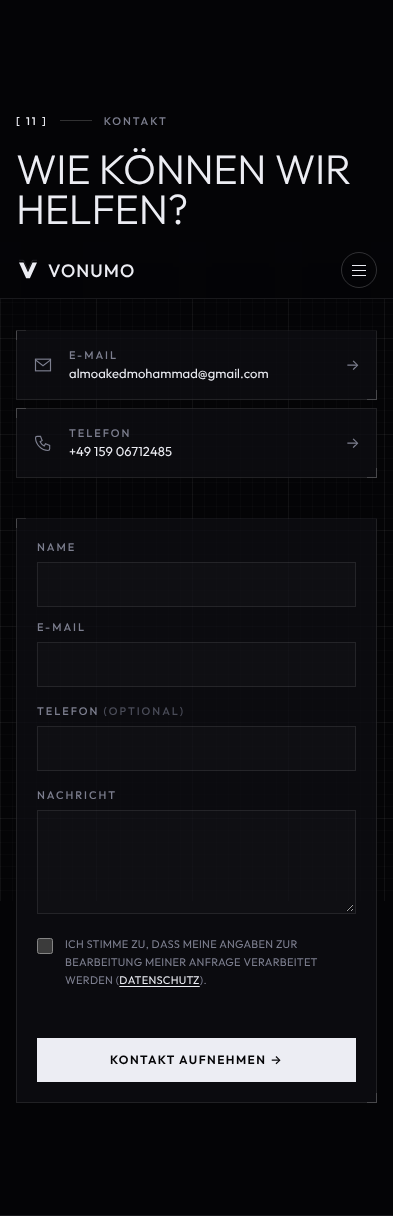 [ 11 ] KONTAKT
WIE KÖNNEN WIR
HELFEN?
VONUMO
E-MAIL
almoakedmohammad@gmail.com
TELEFON
+49 159 06712485
NAME
E-MAIL
TELEFON (OPTIONAL)
NACHRICHT
ICH STIMME ZU, DASS MEINE ANGABEN ZUR
BEARBEITUNG MEINER ANFRAGE VERARBEITET
WERDEN (DATENSCHUTZ).
KONTAKT AUFNEHMEN →